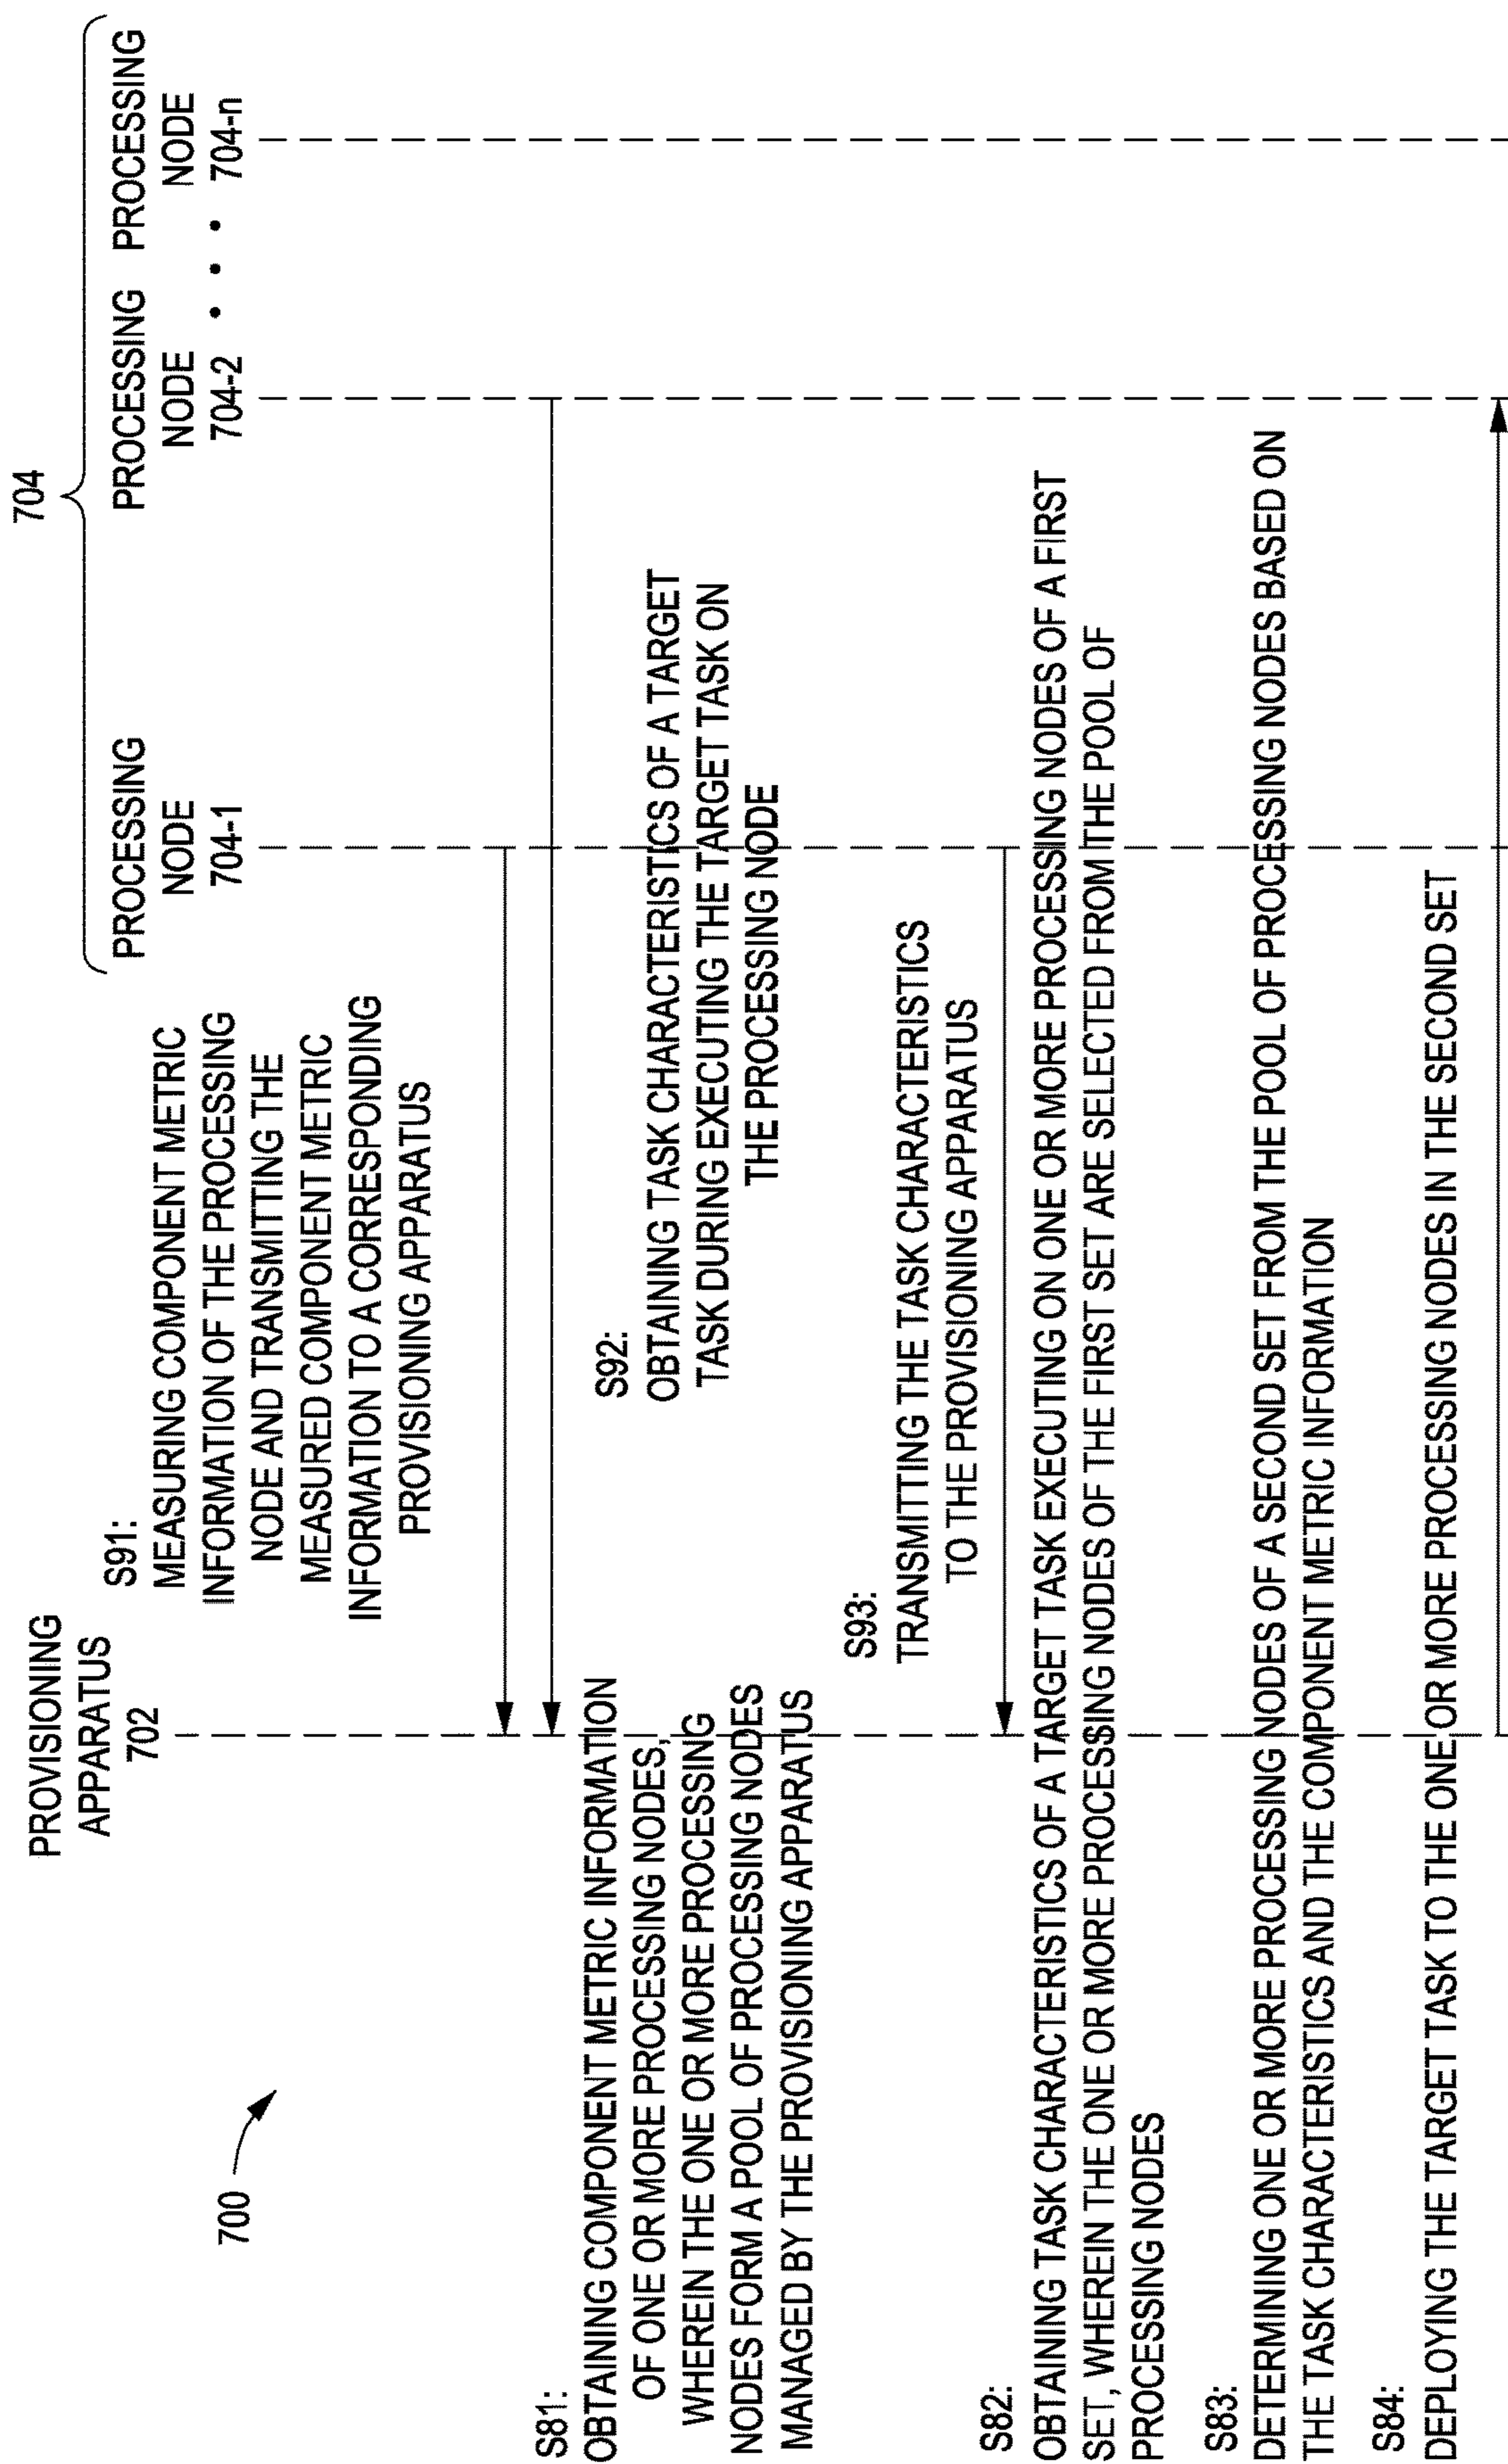 704
PROVISIONING
APPARATUS
702
PROCESSING
NODE
704-1
PROCESSING
NODE
704-2
• • •
PROCESSING
NODE
704-n
700
S91:
MEASURING COMPONENT METRIC
INFORMATION OF THE PROCESSING
NODE AND TRANSMITTING THE
MEASURED COMPONENT METRIC
INFORMATION TO A CORRESPONDING
PROVISIONING APPARATUS
S81:
OBTAINING COMPONENT METRIC INFORMATION
OF ONE OR MORE PROCESSING NODES,
WHEREIN THE ONE OR MORE PROCESSING
NODES FORM A POOL OF PROCESSING NODES
MANAGED BY THE PROVISIONING APPARATUS
S92:
OBTAINING TASK CHARACTERISTICS OF A TARGET
TASK DURING EXECUTING THE TARGET TASK ON
THE PROCESSING NODE
S93:
TRANSMITTING THE TASK CHARACTERISTICS
TO THE PROVISIONING APPARATUS
S82:
OBTAINING TASK CHARACTERISTICS OF A TARGET TASK EXECUTING ON ONE OR MORE PROCESSING NODES OF A FIRST
SET, WHEREIN THE ONE OR MORE PROCESSING NODES OF THE FIRST SET ARE SELECTED FROM THE POOL OF
PROCESSING NODES
S83:
DETERMINING ONE OR MORE PROCESSING NODES OF A SECOND SET FROM THE POOL OF PROCESSING NODES BASED ON
THE TASK CHARACTERISTICS AND THE COMPONENT METRIC INFORMATION
S84:
DEPLOYING THE TARGET TASK TO THE ONE OR MORE PROCESSING NODES IN THE SECOND SET